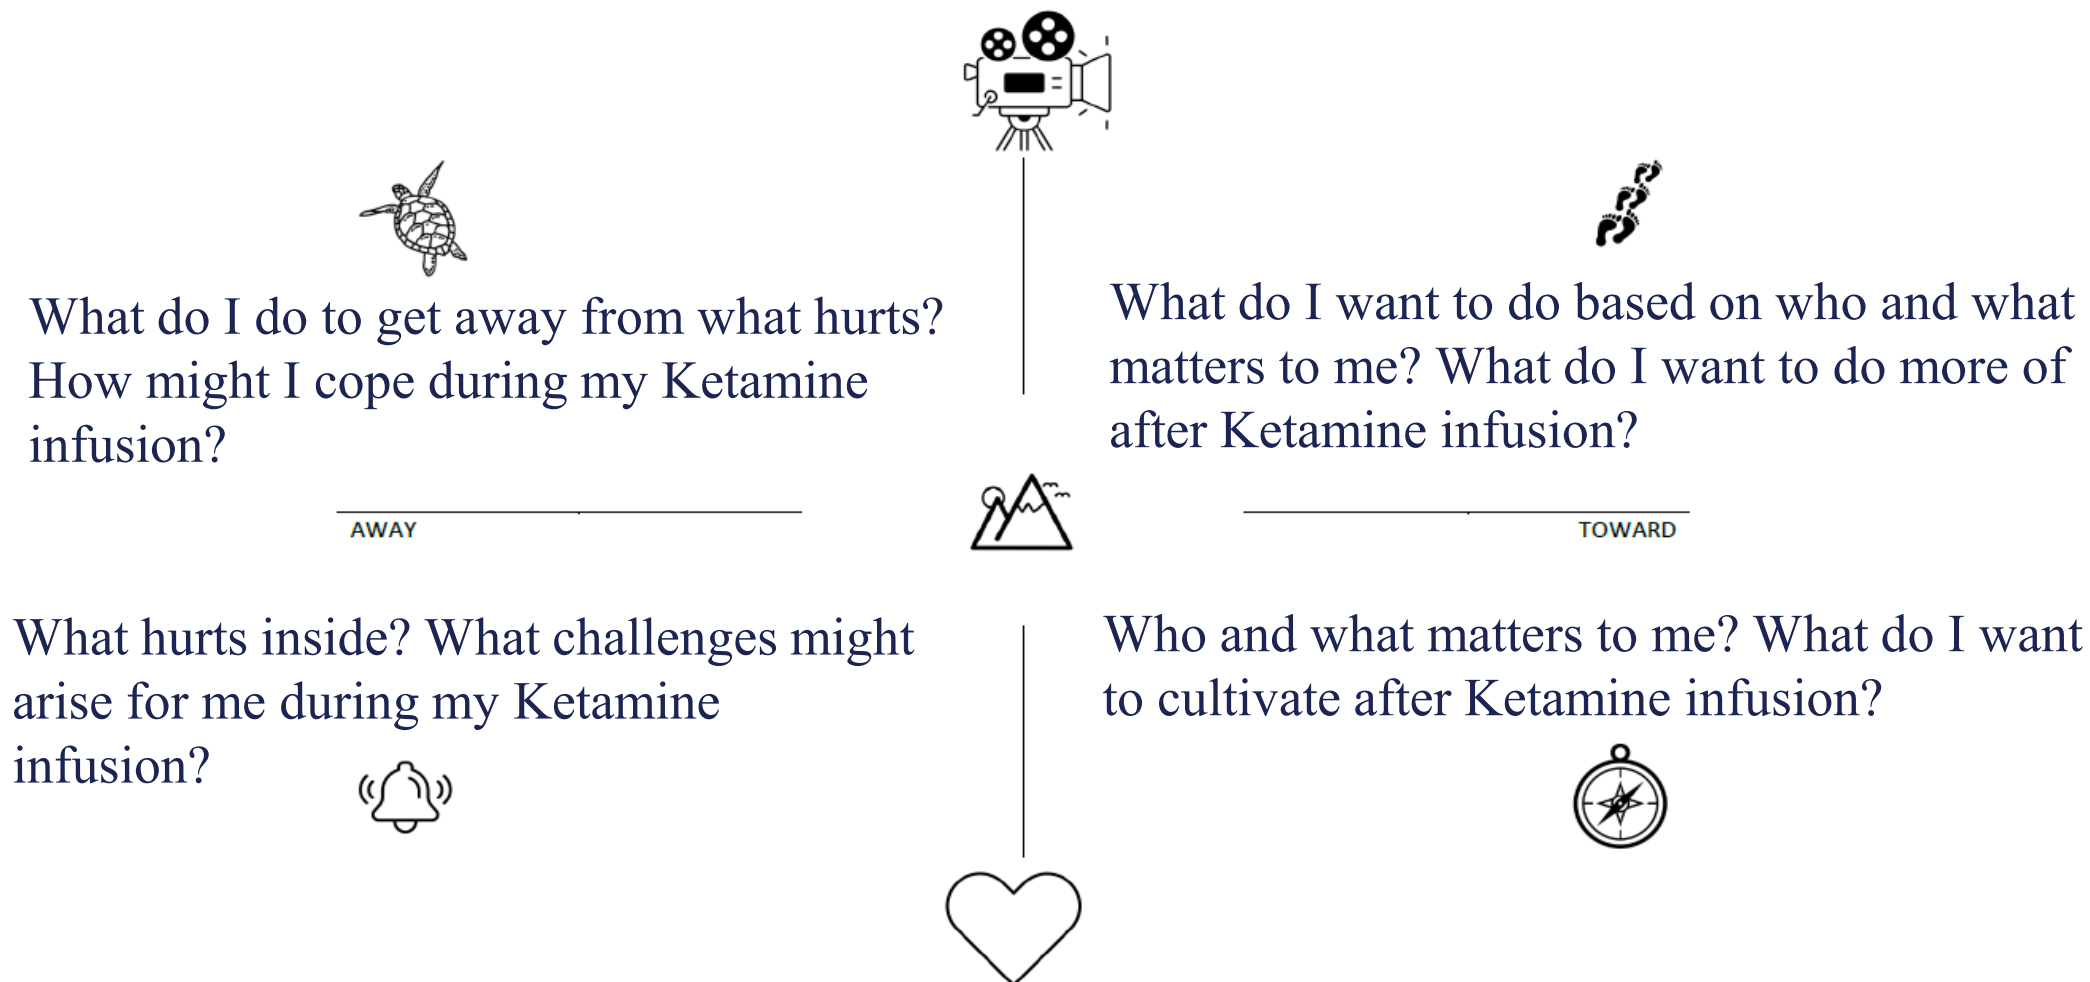 What do I do to get away from what hurts?
How might I cope during my Ketamine
infusion?
What do I want to do based on who and what
matters to me? What do I want to do more of
after Ketamine infusion?
AWAY
TOWARD
What hurts inside? What challenges might
arise for me during my Ketamine
infusion?
Who and what matters to me? What do I want
to cultivate after Ketamine infusion?